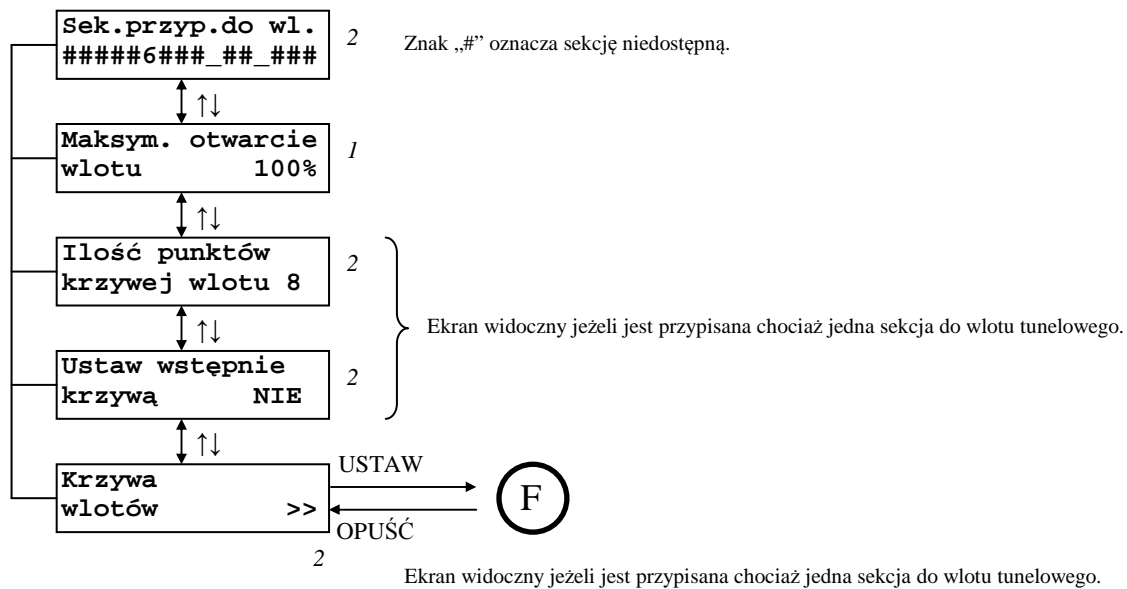 Sek.przyp.do wl.
#####6###_##_###
2
Znak „#” oznacza sekcję niedostępną.
↑↓
Maksym. otwarcie
wlotu 100%
1
↑↓
Ilość punktów
krzywej wlotu 8
2
Ekran widoczny jeżeli jest przypisana chociaż jedna sekcja do wlotu tunelowego.
↑↓
Ustaw wstępnie
krzywą NIE
2
↑↓
Krzywa
wlotów >>
USTAW
F
OPUŚĆ
2
Ekran widoczny jeżeli jest przypisana chociaż jedna sekcja do wlotu tunelowego.